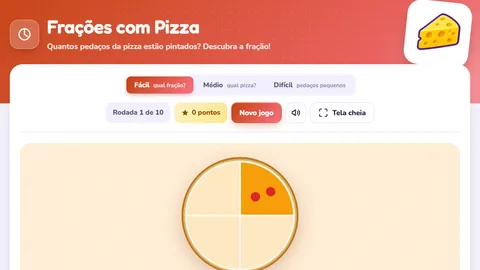 Frações com Pizza
Quantos pedaços da pizza estão pintados? Descubra a fração!
Fácil qual fração? Médio qual pizza? Difícil pedaços pequenos
Rodada 1 de 10 ★ 0 pontos Novo jogo Tela cheia